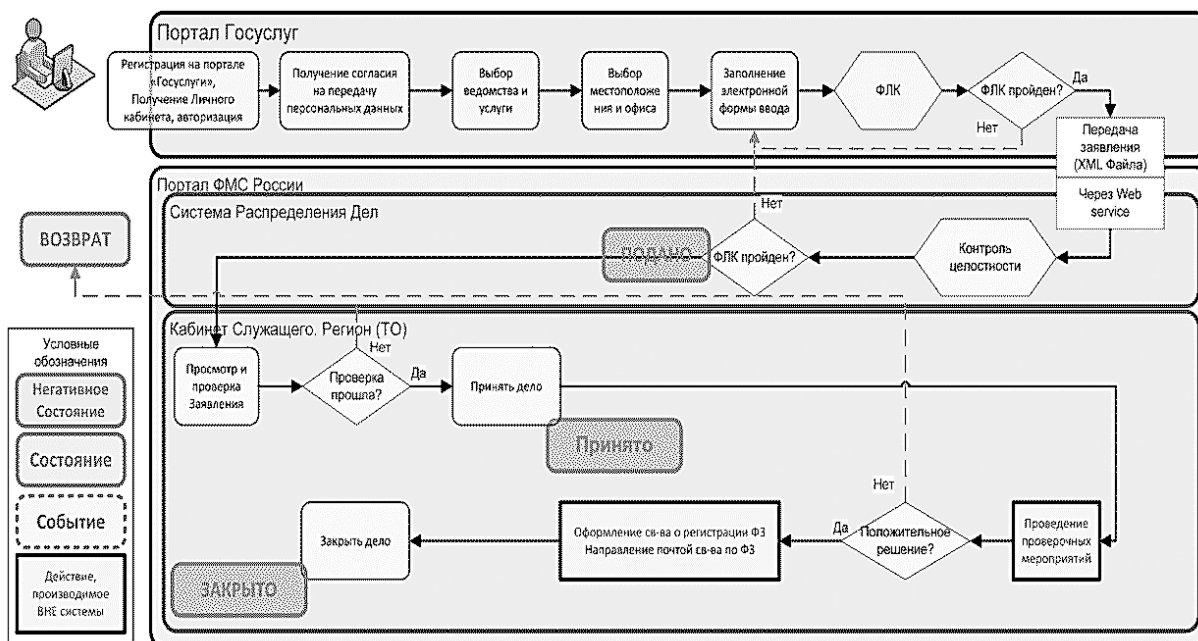 Портал Госуслуг
Регистрация на портале
«Госуслуги»,
Получение Личного
кабинета, авторизация
Получение согласия
на передачу
персональных данных
Выбор
ведомства и
услуги
Выбор
местоположе
ния и офиса
Заполнение
электронной
формы ввода
ФЛК
ФЛК пройден?
Да
Нет
Передача
заявления
(XML Файла)
Через Web
service
Портал ФМС России
Система Распределения Дел
Нет
ВОЗВРАТ
ПОДАНО
ФЛК пройден?
Контроль
целостности
Кабинет Служащего. Регион (ТО)
Нет
Просмотр и
проверка
Заявления
Проверка
прошла?
Да
Принять дело
Принято
Нет
Закрыть дело
ЗАКРЫТО
Оформление св-ва о регистрации ФЗ
Направление почтой св-ва по ФЗ
Да
Положительное
решение?
Проведение
проверочных
мероприятий
Условные
обозначения
Негативное
Состояние
Состояние
Событие
Действие,
производимое
ВНЕ системы